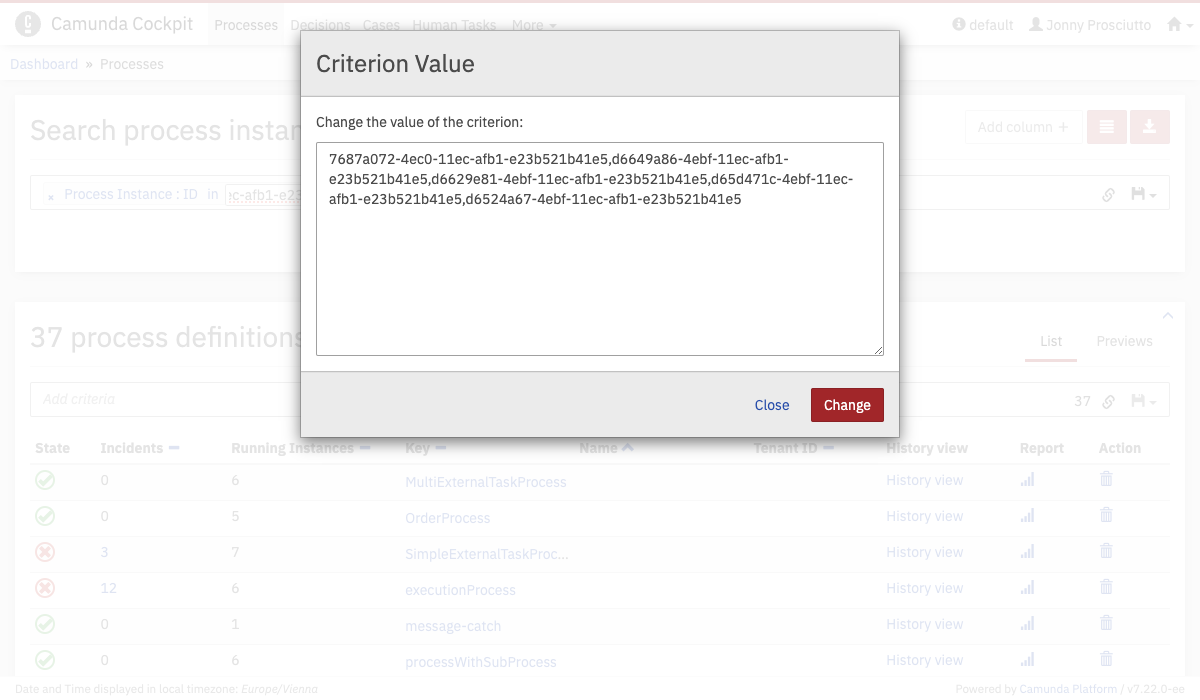 Camunda Cockpit Processes Decisions Cases Human Tasks More default Jonny Prosciutto
Dashboard » Processes
Criterion Value
Change the value of the criterion:
7687a072-4ec0-11ec-afb1-e23b521b41e5,d6649a86-4ebf-11ec-afb1-
e23b521b41e5,d6629e81-4ebf-11ec-afb1-e23b521b41e5,d65d471c-4ebf-11ec-
afb1-e23b521b41e5,d6524a67-4ebf-11ec-afb1-e23b521b41e5
Close Change
Search process instan
Add column +
Process Instance : ID in ec-afb1-e23
37 process definitions
List Previews
Add criteria 37
State Incidents Running Instances Key Name Tenant ID History view Report Action
0 6 MultiExternalTaskProcess History view
0 5 OrderProcess History view
3 7 SimpleExternalTaskProc... History view
12 6 executionProcess History view
0 1 message-catch History view
0 6 processWithSubProcess History view
Date and Time displayed in local timezone: Europe/Vienna
Powered by Camunda Platform / v7.22.0-ee